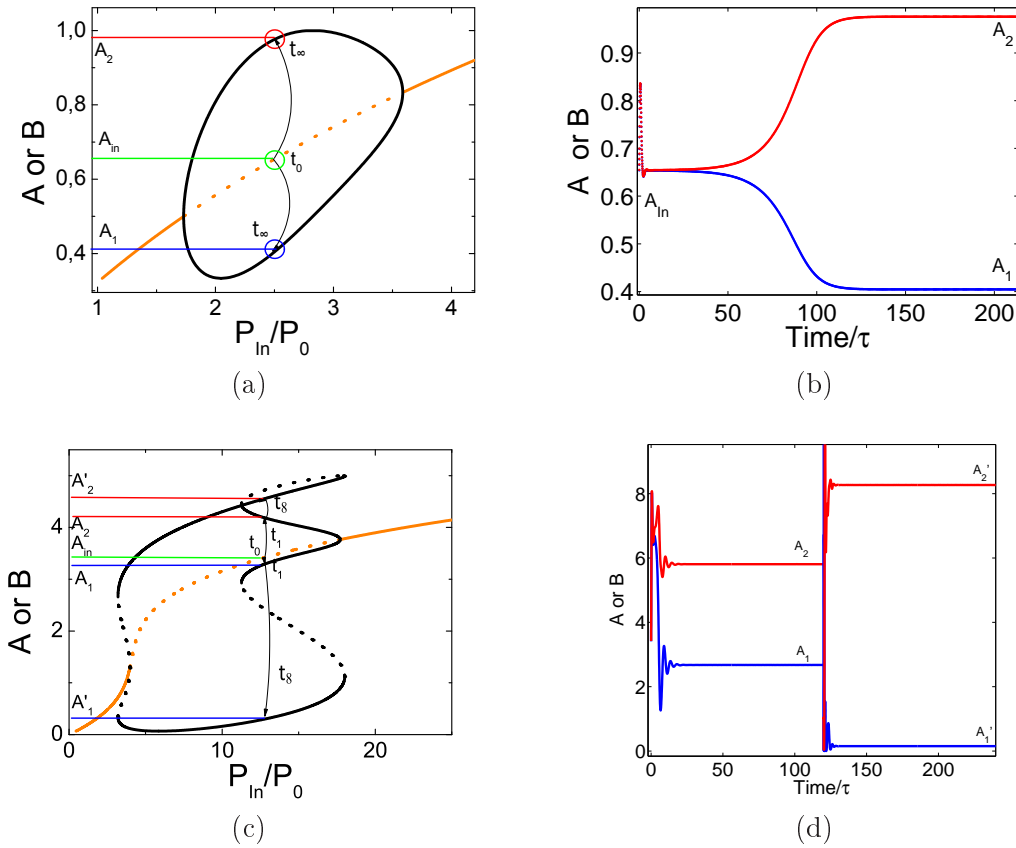 A or B
1,0
0,8
0,6
0,4
A2
Ain
A1
t∞
t0
t∞
1
2
3
4
PIn/P0
(a)
A or B
0.9
0.8
0.7
0.6
0.5
0.4
A2
AIn
A1
0
50
100
150
200
Time/τ
(b)
A or B
4
2
0
A'2
A2
Ain
A1
A'1
t8
t1
t0
t1
t8
0
10
20
PIn/P0
(c)
A or B
8
6
4
2
0
A2'
A2
A1
A1'
0
50
100
150
200
Time/τ
(d)